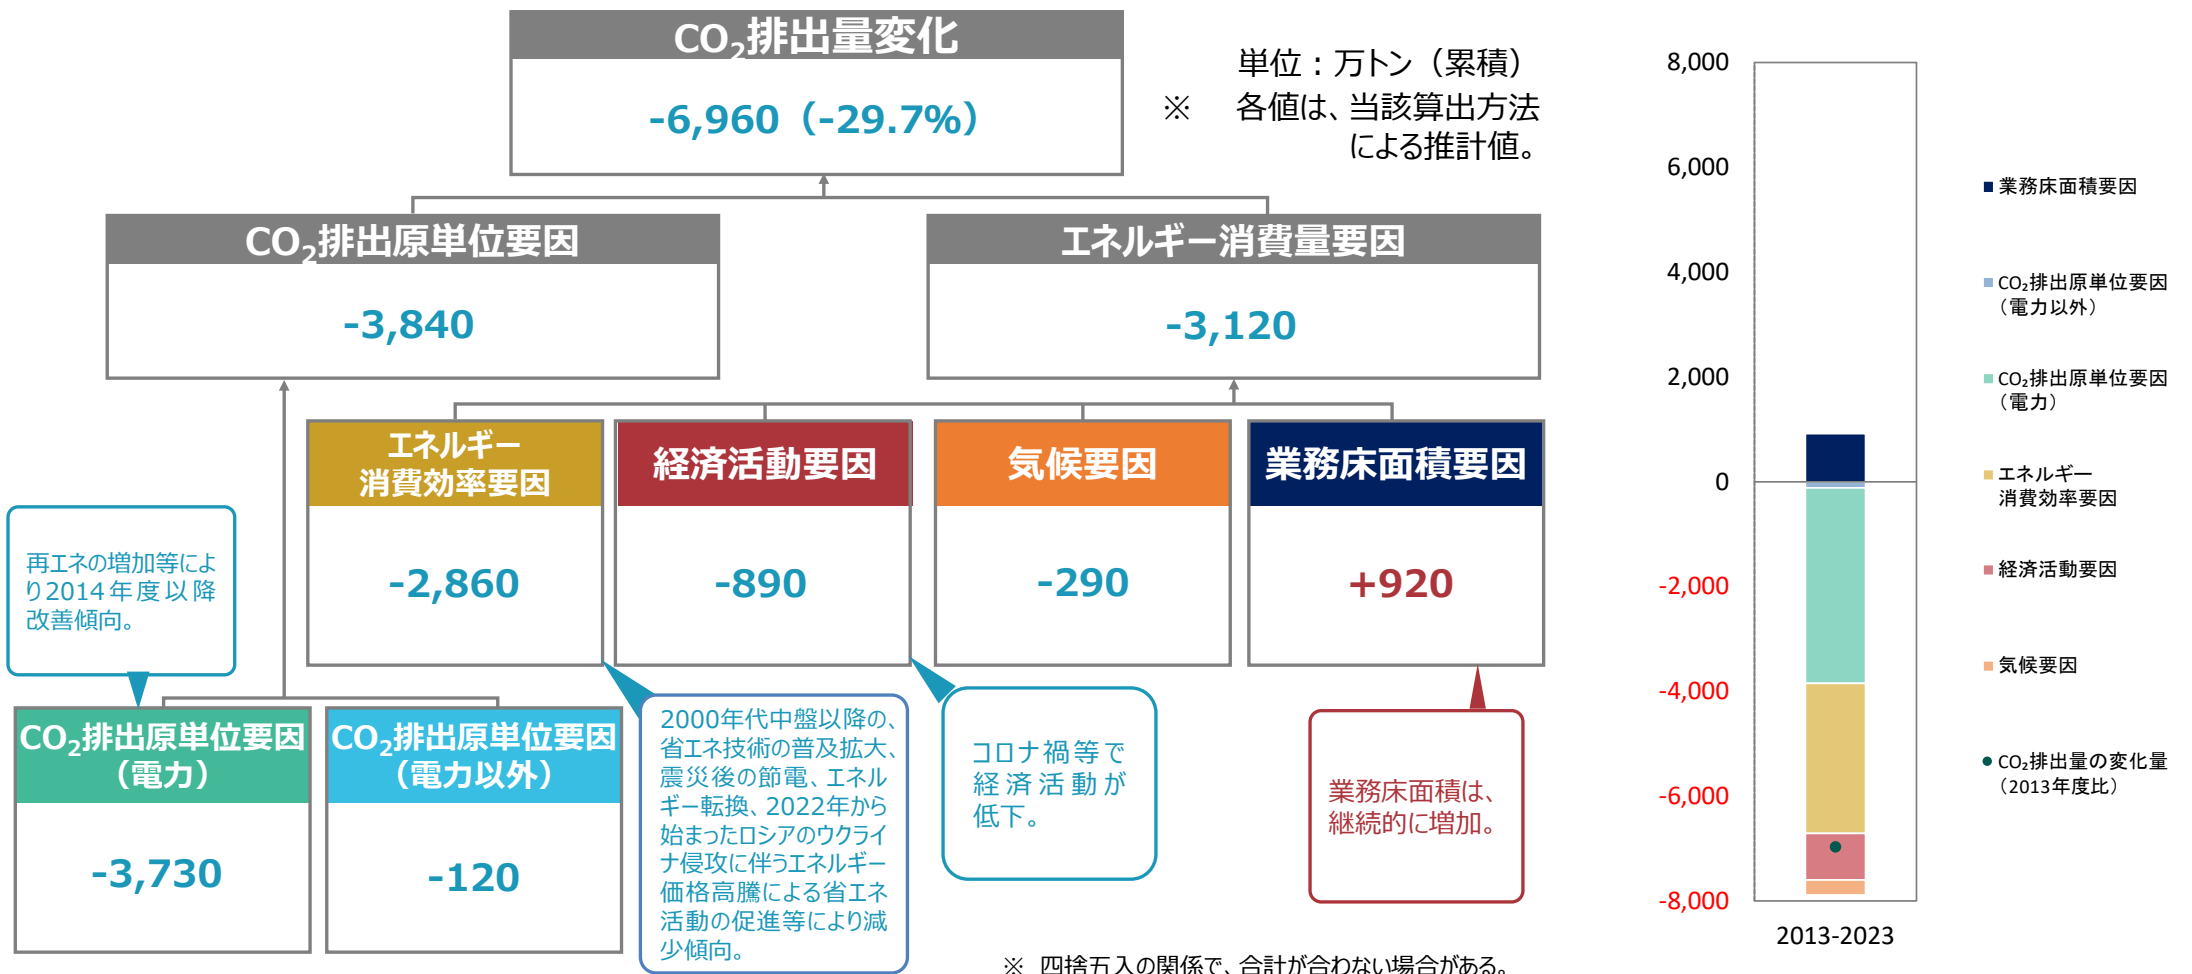 CO₂排出量変化
-6,960（-29.7%）
単位：万トン（累積）
※ 各値は、当該算出方法
による推計値。
CO₂排出原単位要因
-3,840
エネルギー消費量要因
-3,120
エネルギー
消費効率要因
-2,860
経済活動要因
-890
気候要因
-290
業務床面積要因
+920
再エネの増加等によ
り2014年度以降
改善傾向。
CO₂排出原単位要因
（電力）
-3,730
CO₂排出原単位要因
（電力以外）
-120
2000年代中盤以降の、
省エネ技術の普及拡大、
震災後の節電、エネル
ギー転換、2022年から
始まったロシアのウクライ
ナ侵攻に伴うエネルギー
価格高騰による省エネ
活動の促進等により減
少傾向。
コロナ禍等で
経済活動が
低下。
業務床面積は、
継続的に増加。
※ 四捨五入の関係で、合計が合わない場合がある。
8,000
6,000
4,000
2,000
0
-2,000
-4,000
-6,000
-8,000
2013-2023
業務床面積要因
CO₂排出原単位要因
（電力以外）
CO₂排出原単位要因
（電力）
エネルギー
消費効率要因
経済活動要因
気候要因
CO₂排出量の変化量
（2013年度比）